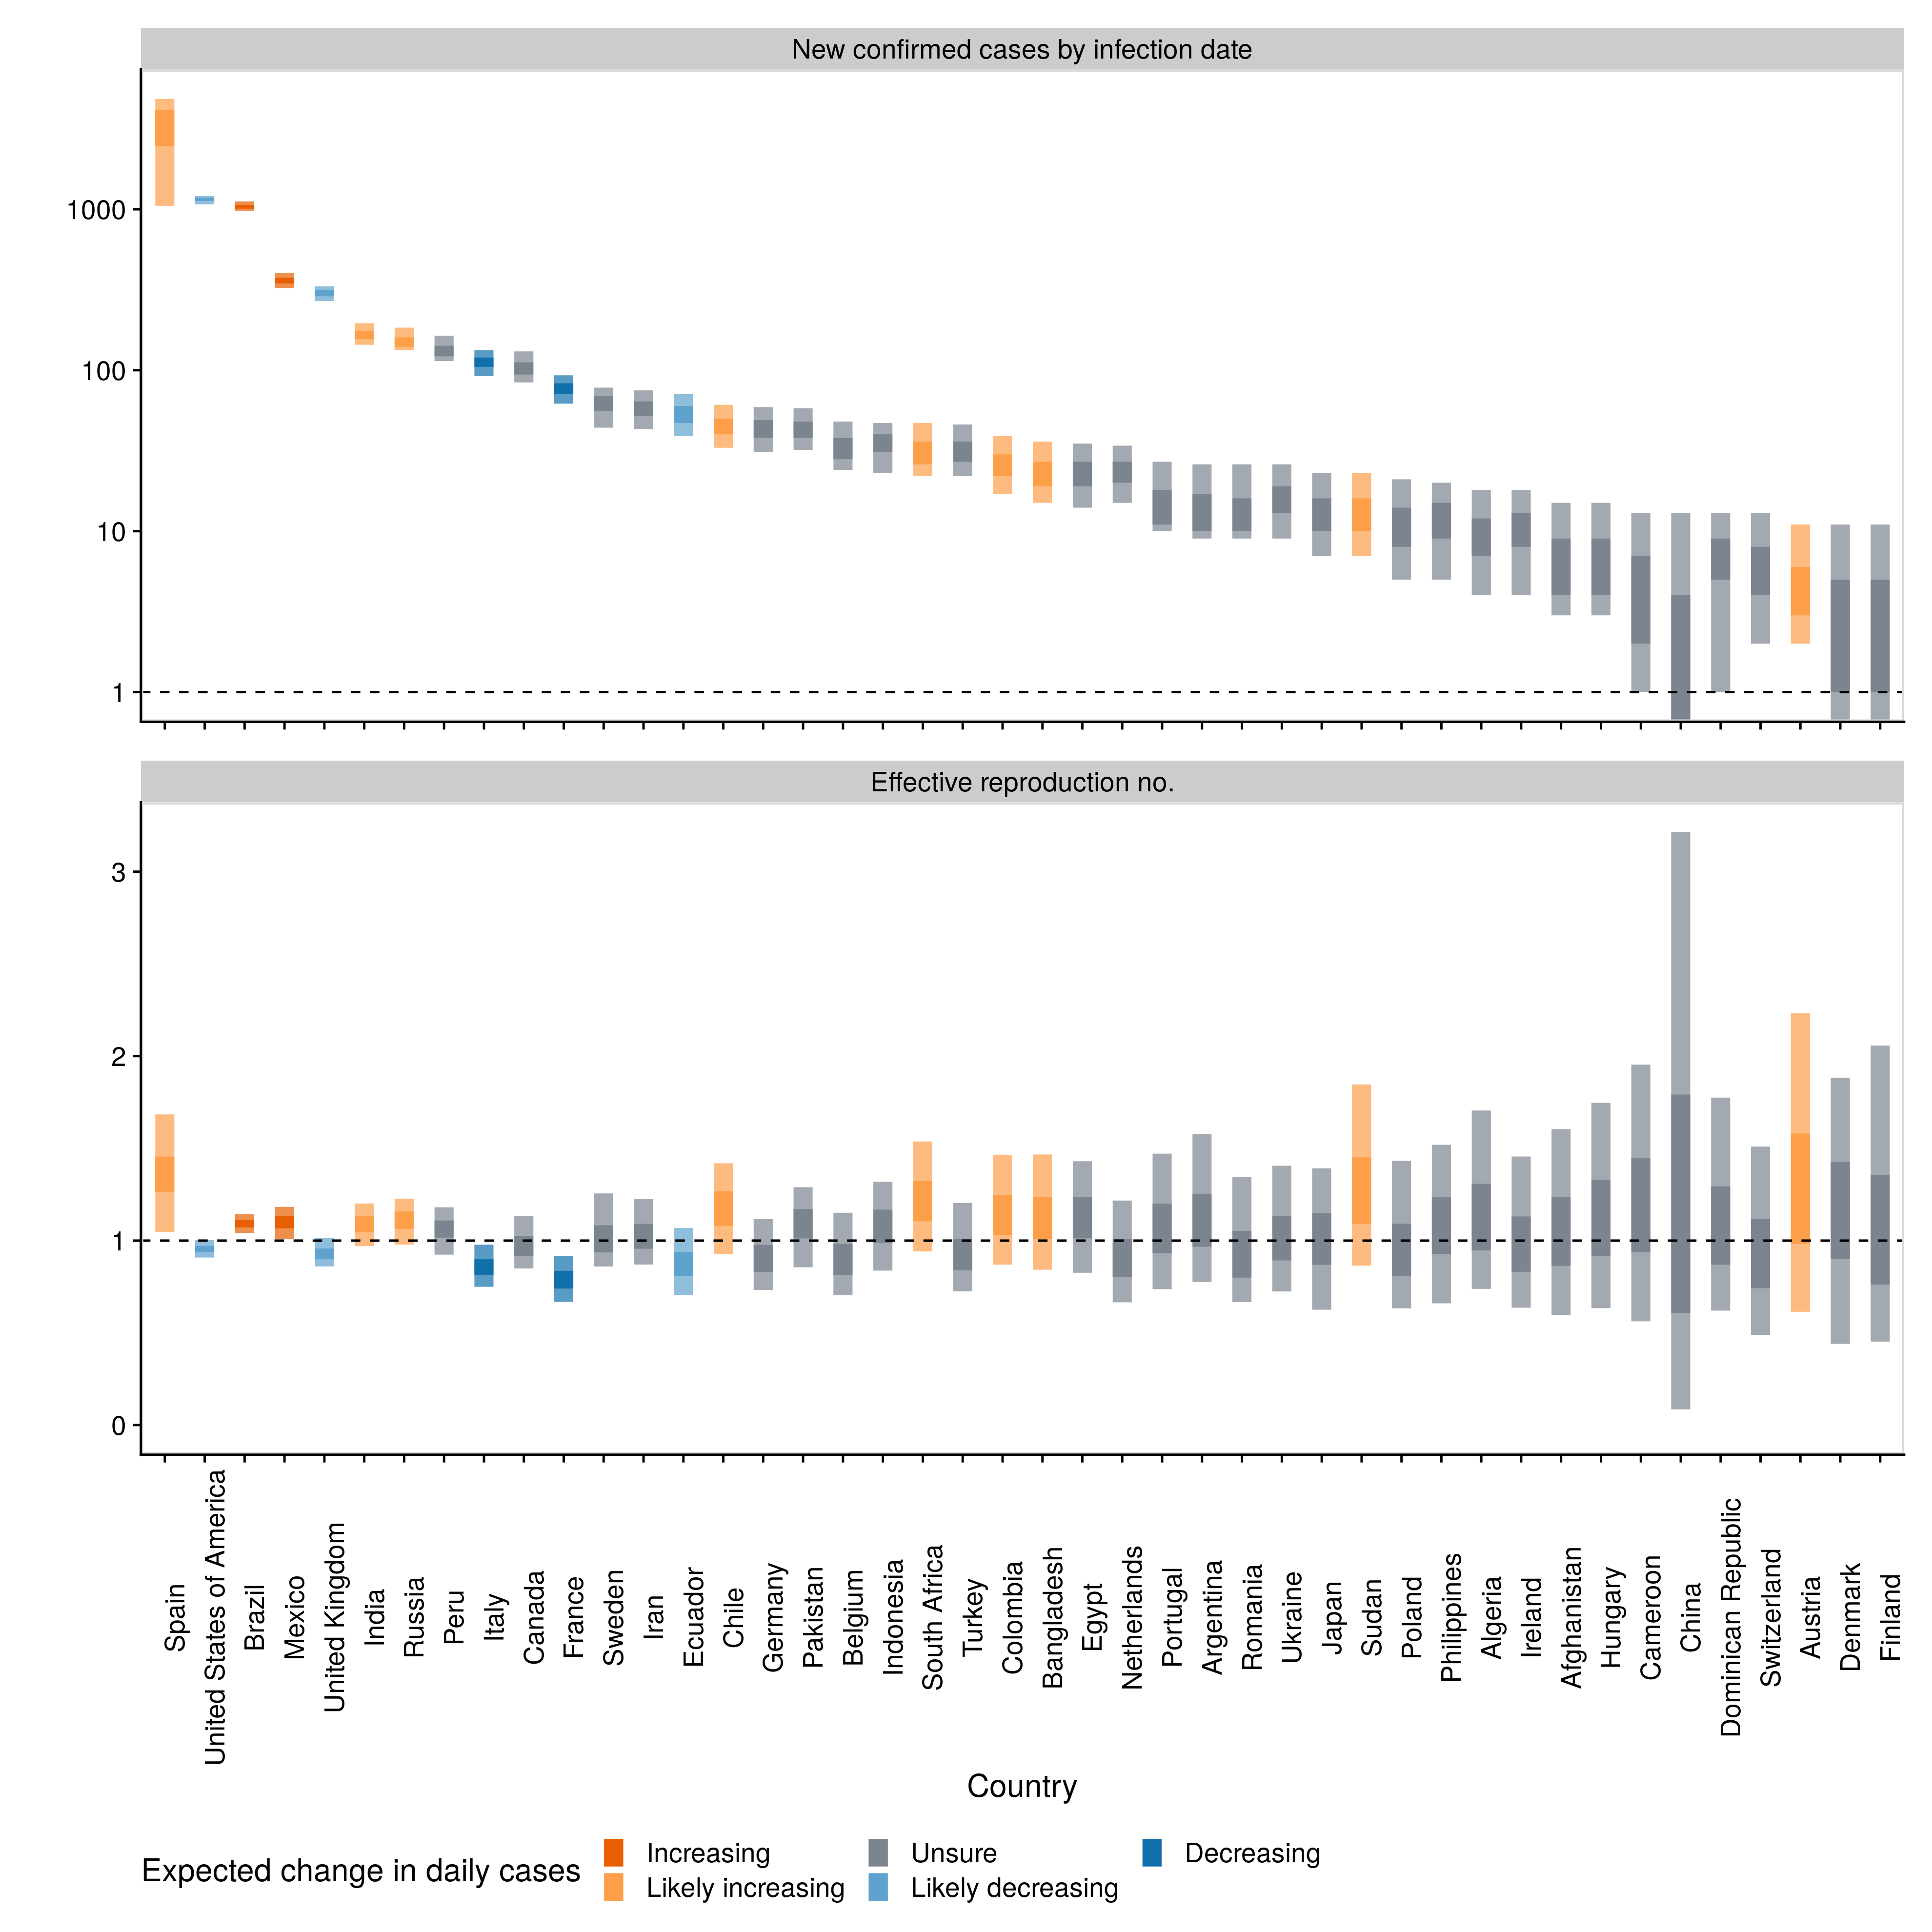 New confirmed cases by infection date
1000
100
10
1
Effective reproduction no.
3
2
1
0
Spain
United States of America
Brazil
Mexico
United Kingdom
India
Russia
Peru
Italy
Canada
France
Sweden
Iran
Ecuador
Chile
Germany
Pakistan
Belgium
Indonesia
South Africa
Turkey
Colombia
Bangladesh
Egypt
Netherlands
Portugal
Argentina
Romania
Ukraine
Japan
Sudan
Poland
Philippines
Algeria
Ireland
Afghanistan
Hungary
Cameroon
China
Dominican Republic
Switzerland
Austria
Denmark
Finland
Country
Expected change in daily cases
Increasing
Likely increasing
Unsure
Likely decreasing
Decreasing